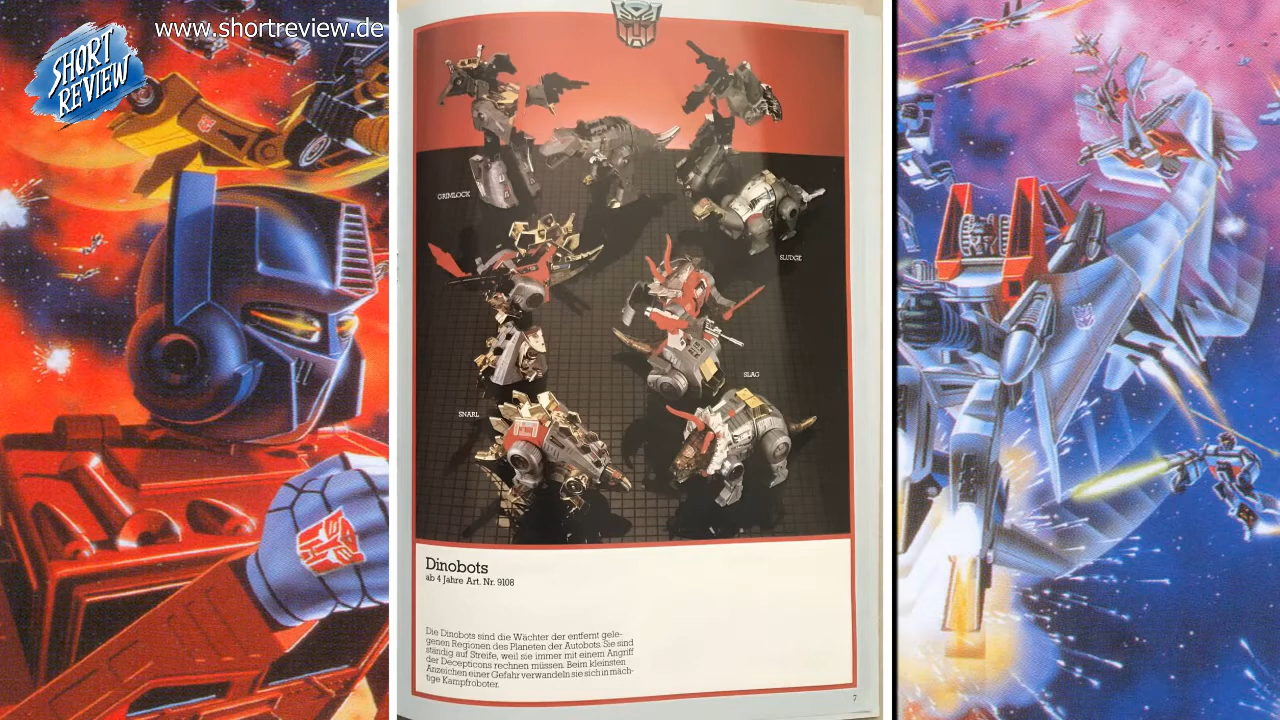 www.shortreview.de
SHORT
REVIEW
GRIMLOCK
SLUDGE
SLAG
SNARL
Dinobots
ab 4 Jahre Art. Nr. 9108
Die Dinobots sind die Wächter der entfernt gele-
genen Regionen des Planeten der Autobots. Sie sind
ständig auf Streife, weil sie immer mit einem Angriff
der Decepticons rechnen müssen. Beim kleinsten
Anzeichen einer Gefahr verwandeln sie sich in mäch-
tige Kampfroboter.
7